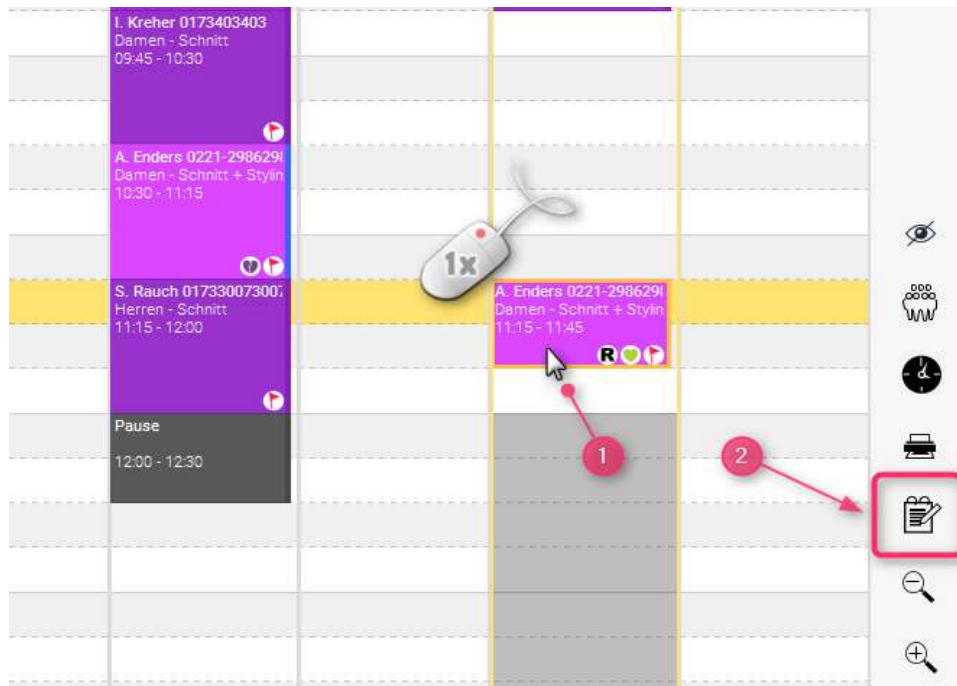 I. Kreher 0173403403
Damen - Schnitt
09:45 - 10:30
A. Enders 0221-2986298
Damen - Schnitt + Stylin
10:30 - 11:15
S. Rauch 017330073007
Herren - Schnitt
11:15 - 12:00
Pause
12:00 - 12:30
1x
A. Enders 0221-2986298
Damen - Schnitt + Stylin
11:15 - 11:45
R
1
2